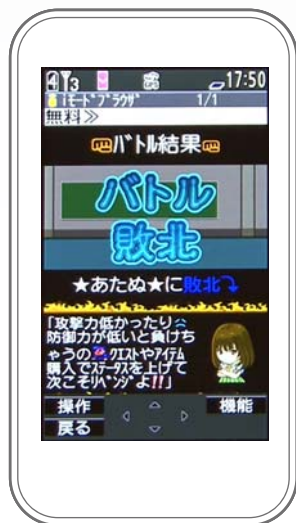 3 17:50
iモードブラウザ 1/1
無料≫
バトル結果
バトル
敗北
★あたぬ★に敗北
「攻撃力低かったり
防御力が低いと負けち
ゃうの クエストやアイテム
購入でステータスを上げて
次こそリベンジよ!!」
操作 機能
戻る